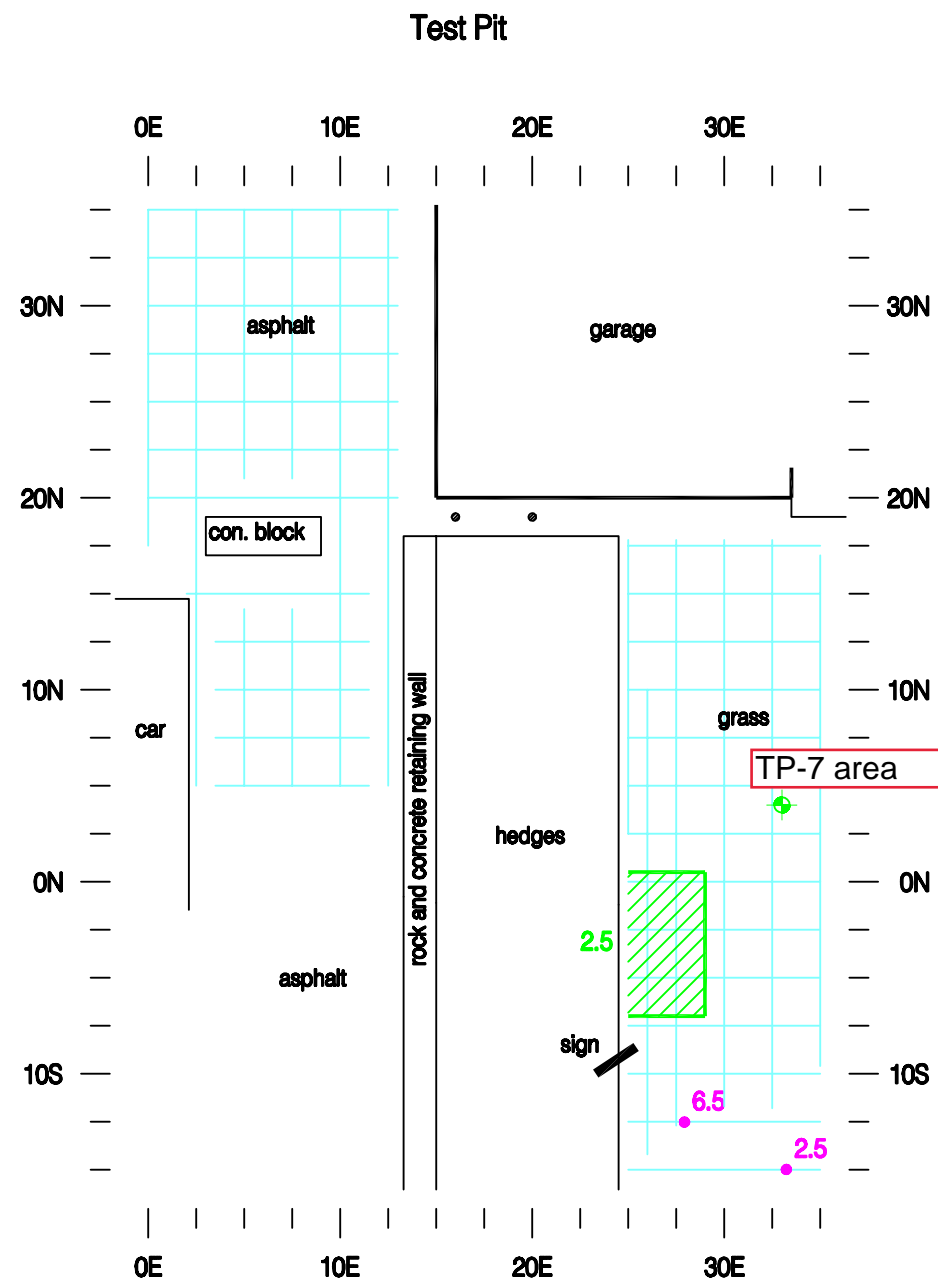 Test Pit
0E 10E 20E 30E
30N 30N
asphalt
garage
20N 20N
con. block
10N 10N
grass
car
TP-7 area
rock and concrete retaining wall
hedges
0N 0N
2.5
asphalt
sign
10S 10S
6.5
2.5
0E 10E 20E 30E